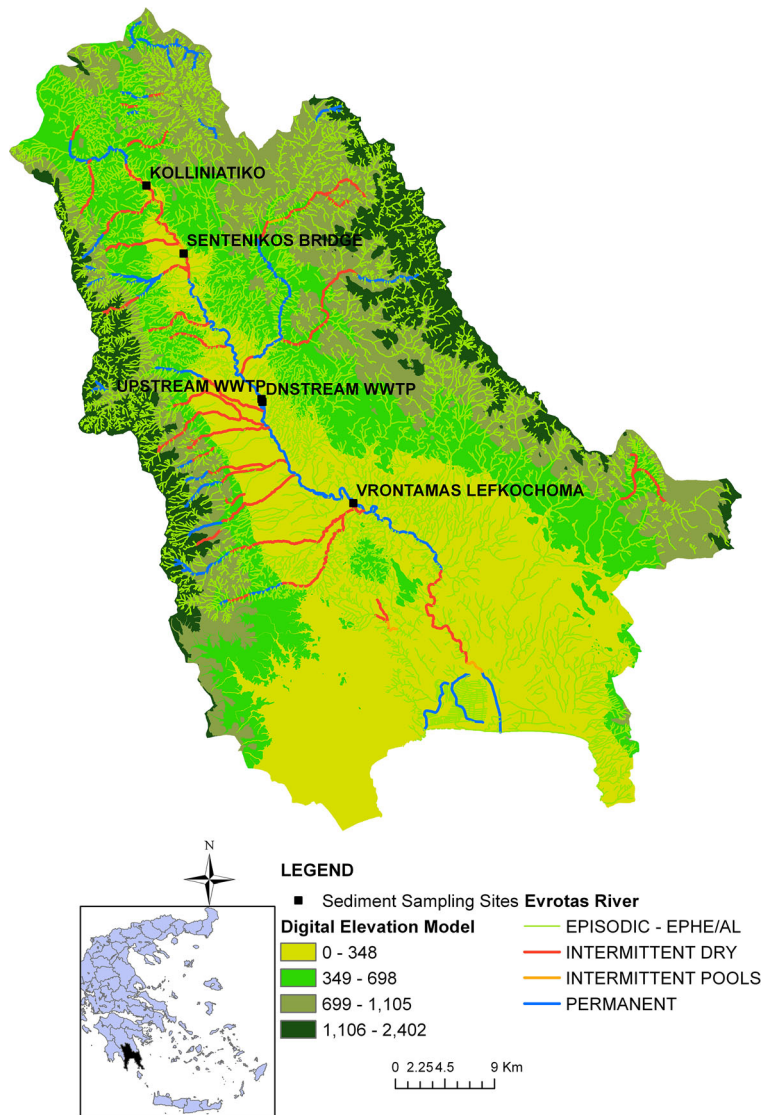 KOLLINIATIKO
SENTENIKOS BRIDGE
UPSTREAM WWTP
DNSTREAM WWTP
VRONTAMAS LEFKOCHOMA
N
LEGEND
Sediment Sampling Sites
Evrotas River
Digital Elevation Model
EPISODIC - EPHE/AL
0 - 348
INTERMITTENT DRY
349 - 698
INTERMITTENT POOLS
699 - 1,105
PERMANENT
1,106 - 2,402
0 2.25 4.5 9 Km